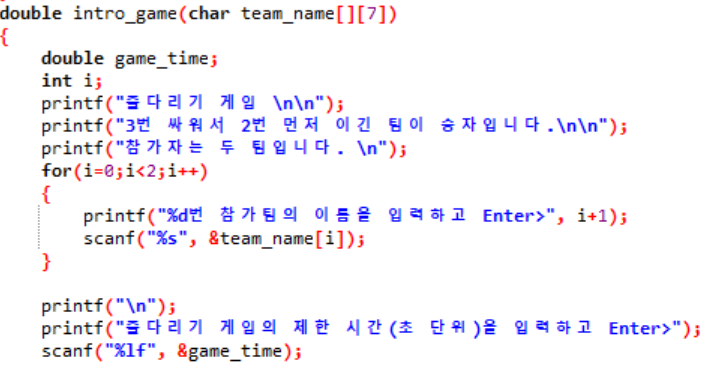 double intro_game(char team_name[][7])
{
    double game_time;
    int i;
    printf("줄다리기 게임 \n\n");
    printf("3번 싸워서 2번 먼저 이긴 팀이 승자입니다.\n\n");
    printf("참가자는 두 팀입니다. \n");
    for(i=0;i<2;i++)
    {
        printf("%d번 참가팀의 이름을 입력하고 Enter>", i+1);
        scanf("%s", &team_name[i]);
    }

    printf("\n");
    printf("줄다리기 게임의 제한 시간(초 단위)을 입력하고 Enter>");
    scanf("%lf", &game_time);